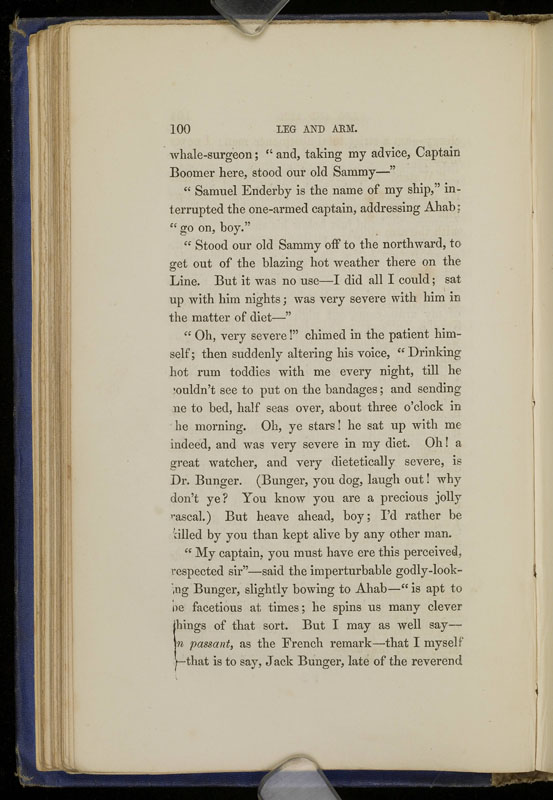 100 LEG AND ARM.
whale-surgeon; “and, taking my advice, Captain
Boomer here, stood our old Sammy—”
“Samuel Enderby is the name of my ship,” in-
terrupted the one-armed captain, addressing Ahab;
“go on, boy.”
“Stood our old Sammy off to the northward, to
get out of the blazing hot weather there on the
Line. But it was no use—I did all I could; sat
up with him nights; was very severe with him in
the matter of diet—”
“Oh, very severe!” chimed in the patient him-
self; then suddenly altering his voice, “Drinking
hot rum toddies with me every night, till he
couldn’t see to put on the bandages; and sending
me to bed, half seas over, about three o’clock in
the morning. Oh, ye stars! he sat up with me
indeed, and was very severe in my diet. Oh! a
great watcher, and very dietetically severe, is
Dr. Bunger. (Bunger, you dog, laugh out! why
don’t ye? You know you are a precious jolly
rascal.) But heave ahead, boy; I’d rather be
killed by you than kept alive by any other man.
“My captain, you must have ere this perceived,
respected sir”—said the imperturbable godly-look-
ing Bunger, slightly bowing to Ahab—“is apt to
be facetious at times; he spins us many clever
things of that sort. But I may as well say—
en passant, as the French remark—that I myself
—that is to say, Jack Bunger, late of the reverend